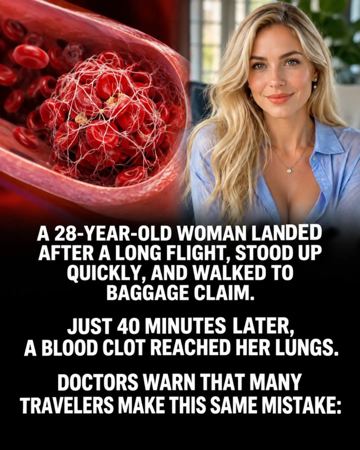 A 28-YEAR-OLD WOMAN LANDED
AFTER A LONG FLIGHT, STOOD UP
QUICKLY, AND WALKED TO
BAGGAGE CLAIM.
JUST 40 MINUTES LATER,
A BLOOD CLOT REACHED HER LUNGS.
DOCTORS WARN THAT MANY
TRAVELERS MAKE THIS SAME MISTAKE: